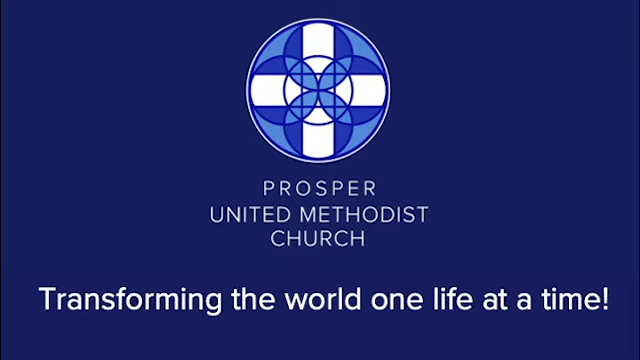 PROSPER
UNITED METHODIST
CHURCH
Transforming the world one life at a time!